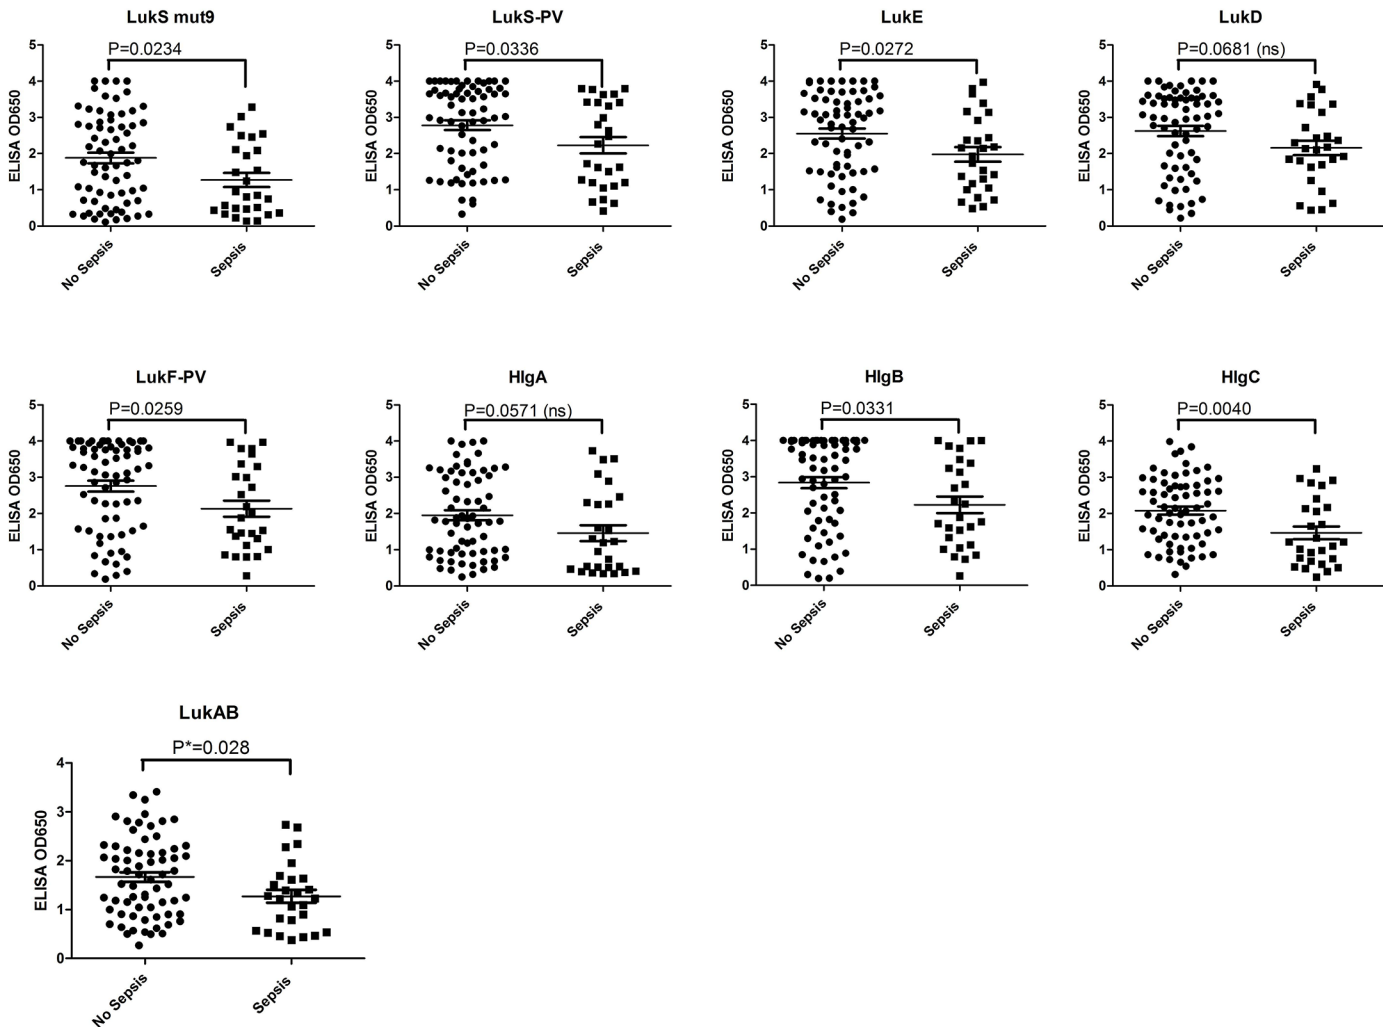 LukS mut9
P=0.0234
ELISA OD650
5
4
3
2
1
0
No Sepsis
Sepsis
LukS-PV
P=0.0336
ELISA OD650
5
4
3
2
1
0
No Sepsis
Sepsis
LukE
P=0.0272
ELISA OD650
5
4
3
2
1
0
No Sepsis
Sepsis
LukD
P=0.0681 (ns)
ELISA OD650
5
4
3
2
1
0
No Sepsis
Sepsis
LukF-PV
P=0.0259
ELISA OD650
5
4
3
2
1
0
No Sepsis
Sepsis
HlgA
P=0.0571 (ns)
ELISA OD650
5
4
3
2
1
0
No Sepsis
Sepsis
HlgB
P=0.0331
ELISA OD650
5
4
3
2
1
0
No Sepsis
Sepsis
HlgC
P=0.0040
ELISA OD650
5
4
3
2
1
0
No Sepsis
Sepsis
LukAB
P*=0.028
ELISA OD650
4
3
2
1
0
No Sepsis
Sepsis